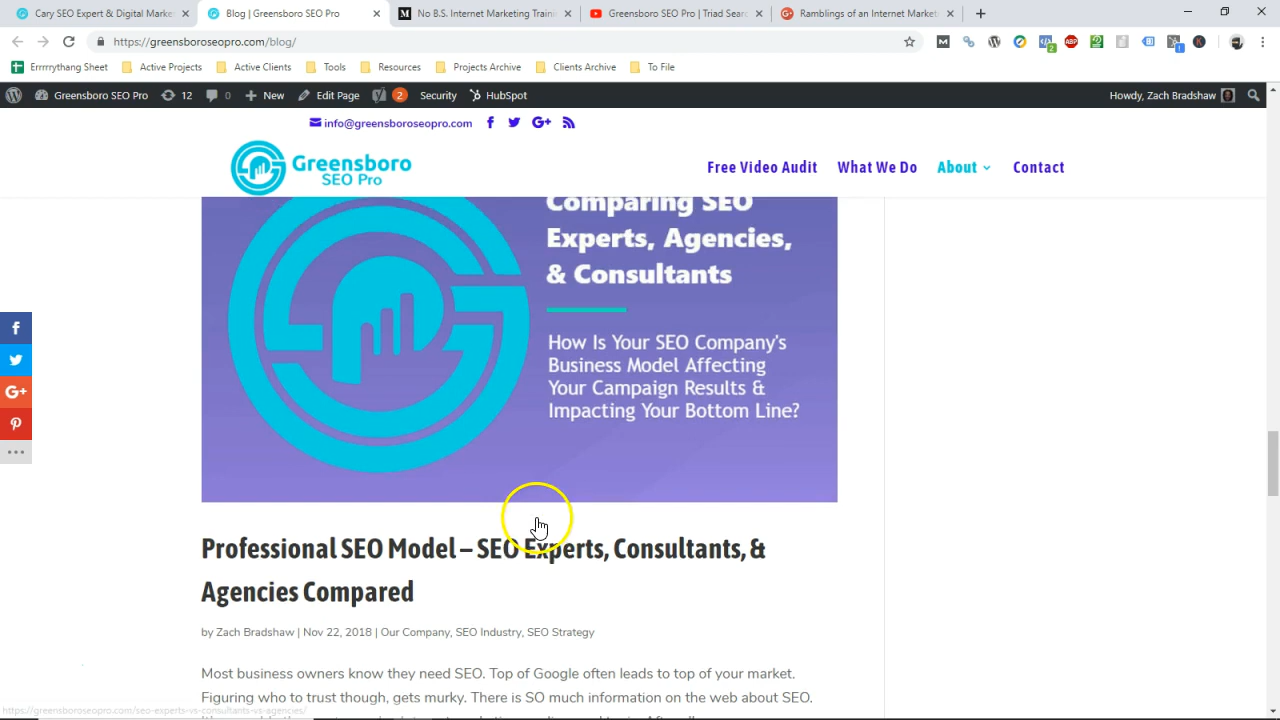 Cary SEO Expert & Digital Marke
Blog | Greensboro SEO Pro
No B.S. Internet Marketing Traini
Greensboro SEO Pro | Triad Sear
Ramblings of an Internet Market
https://greensboroseopro.com/blog/
Errrrrythang Sheet
Active Projects
Active Clients
Tools
Resources
Projects Archive
Clients Archive
To File
Greensboro SEO Pro
12
0
New
Edit Page
2
Security
HubSpot
Howdy, Zach Bradshaw
info@greensboroseopro.com
Greensboro
SEO Pro
Free Video Audit
What We Do
About
Contact
Comparing SEO
Experts, Agencies,
& Consultants
How Is Your SEO Company's
Business Model Affecting
Your Campaign Results &
Impacting Your Bottom Line?
Professional SEO Model – SEO Experts, Consultants, &
Agencies Compared
by Zach Bradshaw | Nov 22, 2018 | Our Company, SEO Industry, SEO Strategy
Most business owners know they need SEO. Top of Google often leads to top of your market.
Figuring who to trust though, gets murky. There is SO much information on the web about SEO.
https://greensboroseopro.com/seo-experts-vs-consultants-vs-agencies/